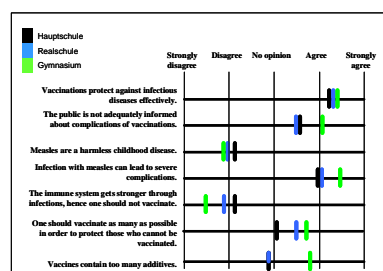 Hauptschule
Realschule
Gymnasium
Strongly disagree
Disagree
No opinion
Agree
Strongly agree
Vaccinations protect against infectious
diseases effectively.
The public is not adequately informed
about complications of vaccinations.
Measles are a harmless childhood disease.
Infection with measles can lead to severe
complications.
The immune system gets stronger through
infections, hence one should not vaccinate.
One should vaccinate as many as possible
in order to protect those who cannot be
vaccinated.
Vaccines contain too many additives.